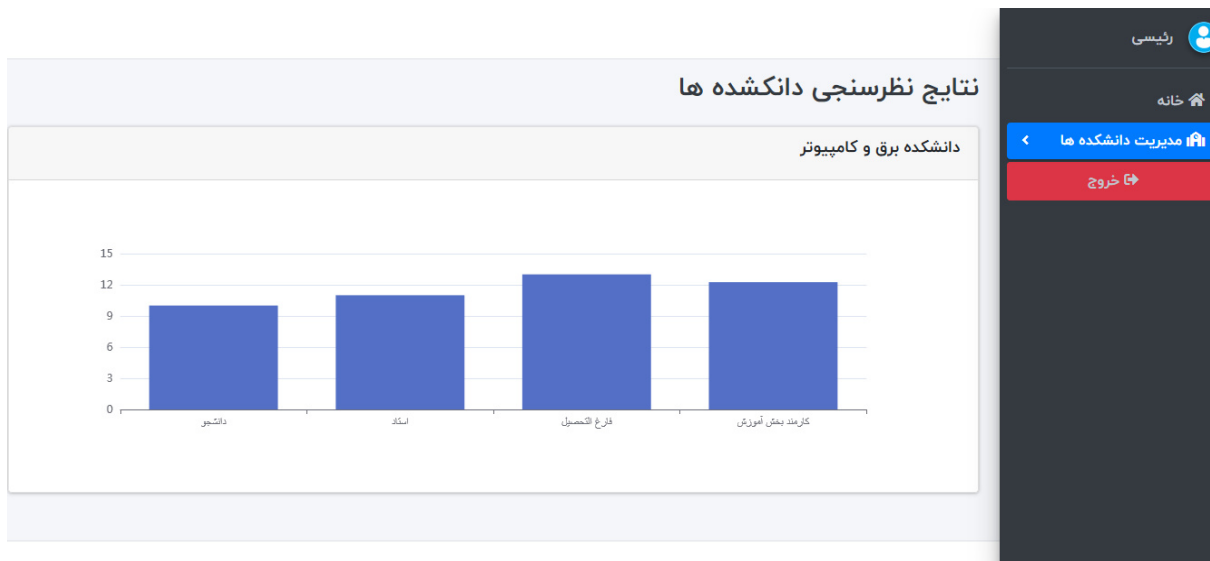 رئیسی
خانه
مدیریت دانشکده ها
خروج
نتایج نظرسنجی دانکشده ها
دانشکده برق و کامپیوتر
15
12
9
6
3
0
دانشجو
استاد
فارغ التحصیل
کارمند بخش آموزش